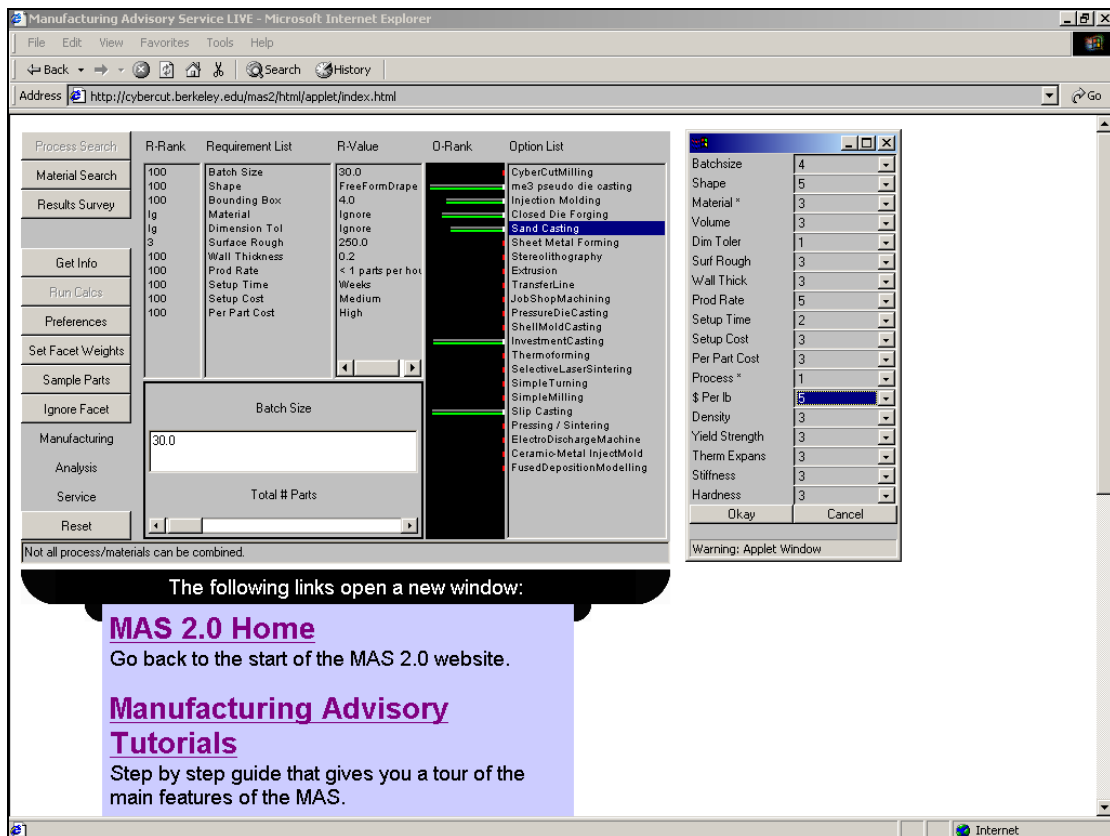 Manufacturing Advisory Service LIVE - Microsoft Internet Explorer
File Edit View Favorites Tools Help
Back Search History
Address http://cybercut.berkeley.edu/mas2/html/applet/index.html Go
Process Search
Material Search
Results Survey
Get Info
Run Calcs
Preferences
Set Facet Weights
Sample Parts
Ignore Facet
Manufacturing
Analysis
Service
Reset
R-Rank Requirement List R-Value O-Rank Option List
100 Batch Size 30.0
100 Shape FreeFormDrape
100 Bounding Box 4.0
Ig Material Ignore
Ig Dimension Tol Ignore
3 Surface Rough 250.0
100 Wall Thickness 0.2
100 Prod Rate < 1 parts per hou
100 Setup Time Weeks
100 Setup Cost Medium
100 Per Part Cost High
CyberCutMilling
me3 pseudo die casting
Injection Molding
Closed Die Forging
Sand Casting
Sheet Metal Forming
Stereolithography
Extrusion
TransferLine
JobShopMachining
PressureDieCasting
ShellMoldCasting
InvestmentCasting
Thermoforming
SelectiveLaserSintering
SimpleTurning
SimpleMilling
Slip Casting
Pressing / Sintering
ElectroDischargeMachine
Ceramic-Metal InjectMold
FusedDepositionModelling
Batch Size
30.0
Total # Parts
Not all process/materials can be combined.
Batchsize 4
Shape 5
Material * 3
Volume 3
Dim Toler 1
Surf Rough 3
Wall Thick 3
Prod Rate 5
Setup Time 2
Setup Cost 3
Per Part Cost 3
Process * 1
$ Per lb 5
Density 3
Yield Strength 3
Therm Expans 3
Stiffness 3
Hardness 3
Okay Cancel
Warning: Applet Window
The following links open a new window:
MAS 2.0 Home
Go back to the start of the MAS 2.0 website.
Manufacturing Advisory
Tutorials
Step by step guide that gives you a tour of the
main features of the MAS.
Internet